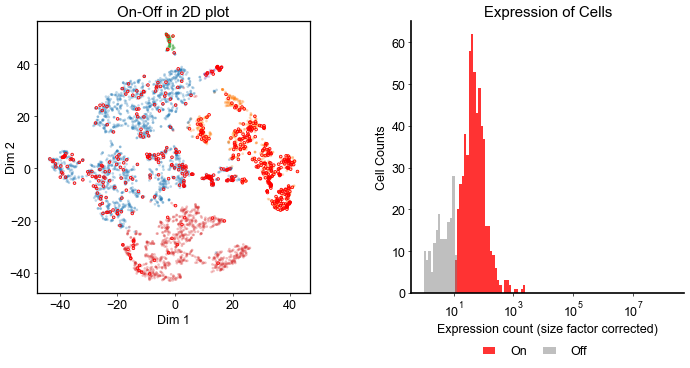 On-Off in 2D plot
40
20
0
−20
−40
−40 −20 0 20 40
Dim 2
Dim 1
Expression of Cells
60
50
40
30
20
10
0
10^1 10^3 10^5 10^7
Cell Counts
Expression count (size factor corrected)
On Off